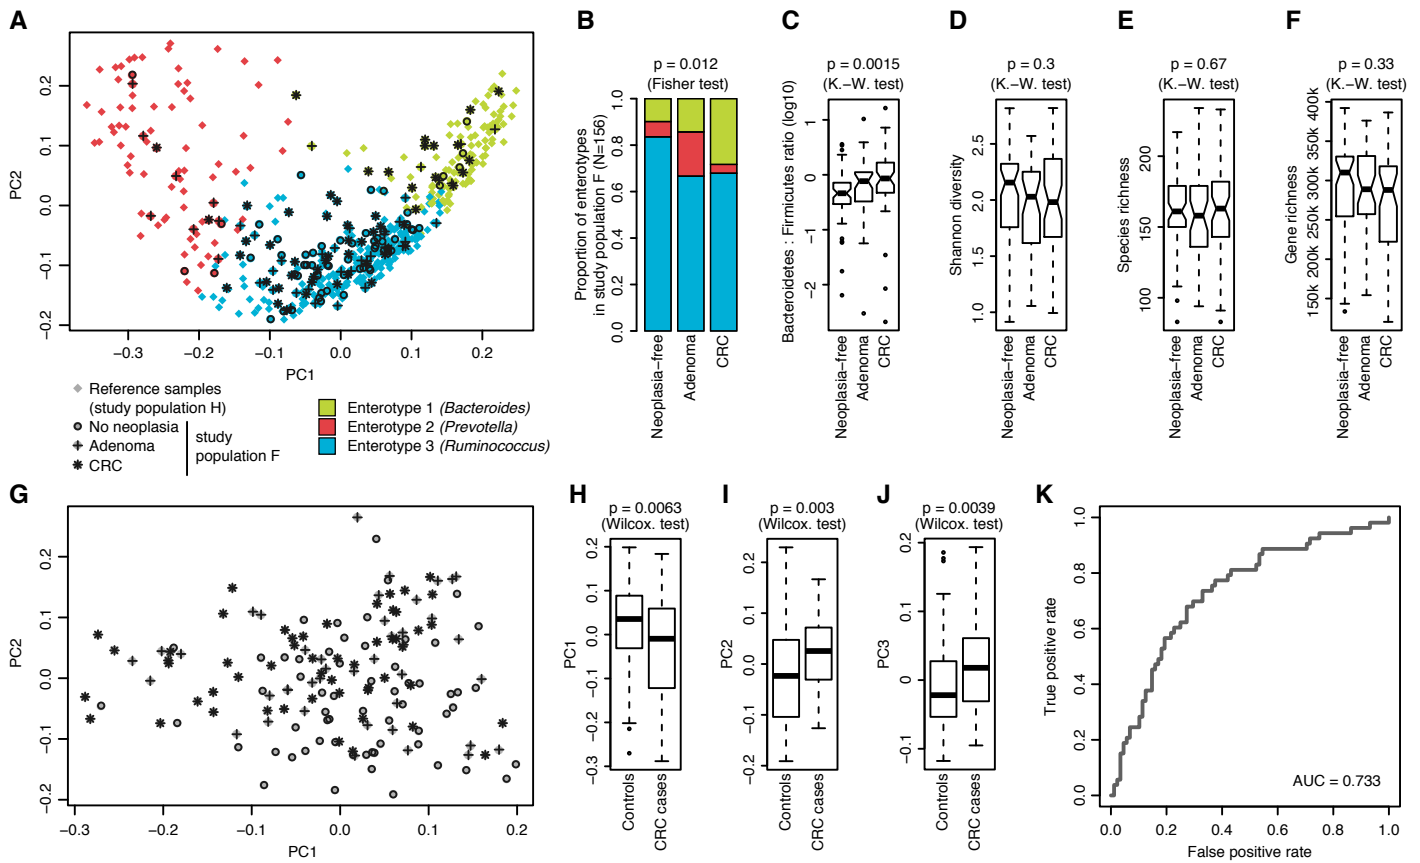 A
PC2
0.2
0.1
0.0
−0.1
−0.2
−0.3
−0.2
−0.1
0.0
0.1
0.2
PC1
Reference samples
(study population H)
No neoplasia
Adenoma
CRC
study
population F
Enterotype 1 (Bacteroides)
Enterotype 2 (Prevotella)
Enterotype 3 (Ruminococcus)
B
p = 0.012
(Fisher test)
Proportion of enterotypes
in study population F (N=156)
1.0
0.8
0.6
0.4
0.2
0.0
Neoplasia−free
Adenoma
CRC
C
p = 0.0015
(K.−W. test)
Bacteroidetes : Firmicutes ratio (log10)
1
0
−1
−2
Neoplasia−free
Adenoma
CRC
D
p = 0.3
(K.−W. test)
Shannon diversity
2.5
2.0
1.5
1.0
Neoplasia−free
Adenoma
CRC
E
p = 0.67
(K.−W. test)
Species richness
200
150
100
Neoplasia−free
Adenoma
CRC
F
p = 0.33
(K.−W. test)
Gene richness
400k
350k
300k
250k
200k
150k
Neoplasia−free
Adenoma
CRC
G
PC2
0.2
0.1
0.0
−0.1
−0.2
−0.3
−0.2
−0.1
0.0
0.1
0.2
PC1
H
p = 0.0063
(Wilcox. test)
PC1
0.2
0.1
0.0
−0.1
−0.2
−0.3
Controls
CRC cases
I
p = 0.003
(Wilcox. test)
PC2
0.2
0.1
0.0
−0.1
−0.2
Controls
CRC cases
J
p = 0.0039
(Wilcox. test)
PC3
0.2
0.1
0
−0.1
Controls
CRC cases
K
True positive rate
1.0
0.8
0.6
0.4
0.2
0.0
AUC = 0.733
0.0
0.2
0.4
0.6
0.8
1.0
False positive rate